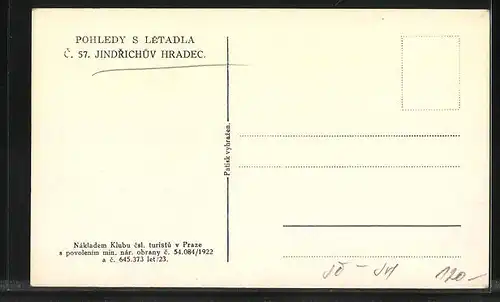 POHLEDY S LETADLA
Č. 57. JINDŘICHŮV HRADEC.
Patisk vyhražen.
Nákladem Klubu čsl. turistů v Praze
s povolením min. nár. obrany č. 54.084/1922
a č. 645.373 let/23.
120-